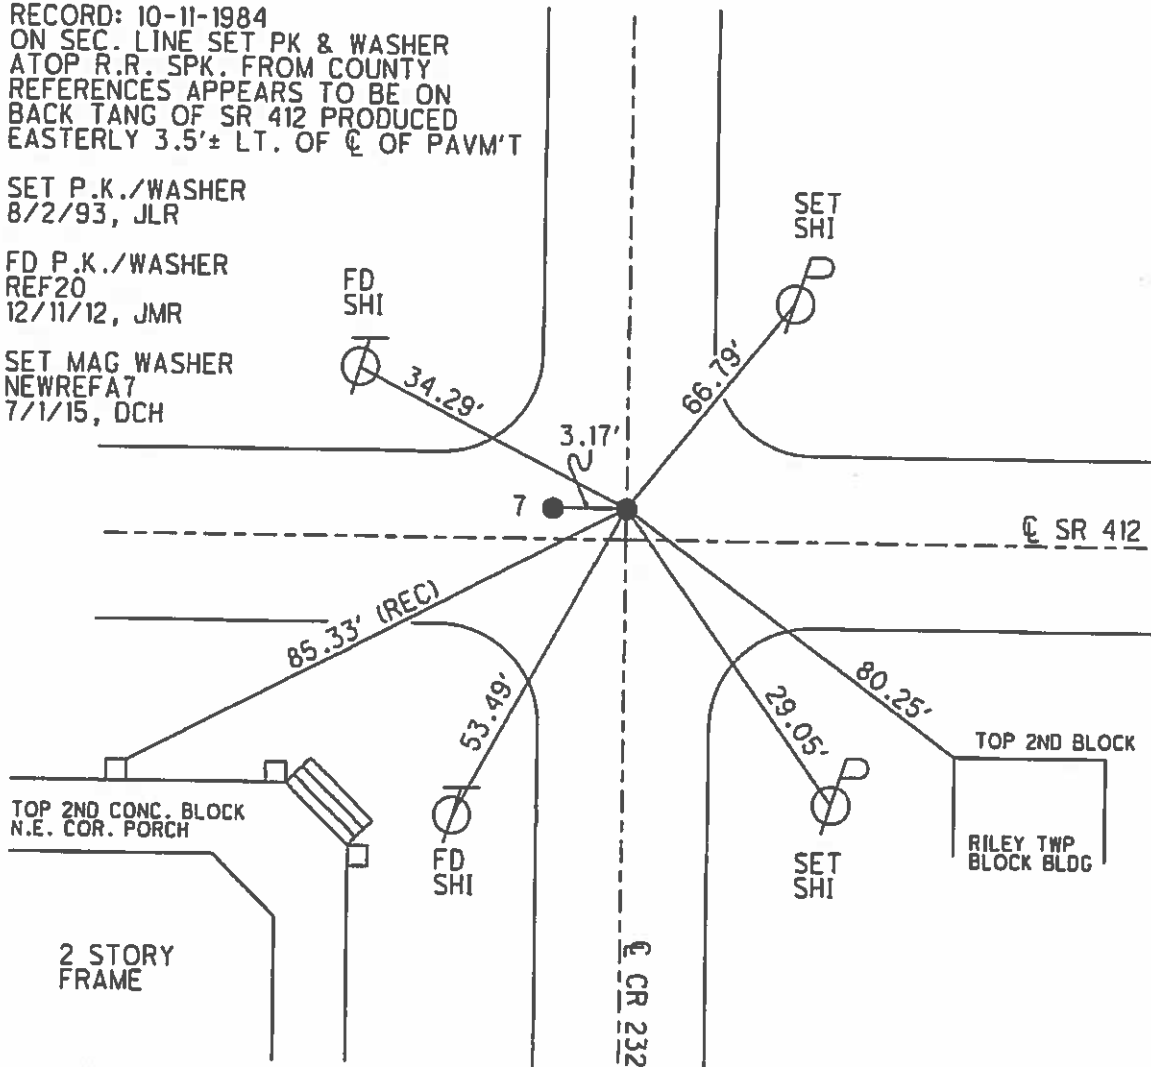 RECORD: 10-11-1984
ON SEC. LINE SET PK & WASHER
ATOP R.R. SPK. FROM COUNTY
REFERENCES APPEARS TO BE ON
BACK TANG OF SR 412 PRODUCED
EASTERLY 3.5'± LT. OF ℄ OF PAVM'T
SET P.K./WASHER
8/2/93, JLR
FD P.K./WASHER
REF20
12/11/12, JMR
SET MAG WASHER
NEWREFA7
7/1/15, DCH
FD
SHI
SET
SHI
34.29'
66.79'
3.17'
7
℄ SR 412
85.33' (REC)
53.49'
29.05'
80.25'
TOP 2ND BLOCK
TOP 2ND CONC. BLOCK
N.E. COR. PORCH
FD
SHI
SET
SHI
RILEY TWP
BLOCK BLDG
2 STORY
FRAME
℄ CR 232